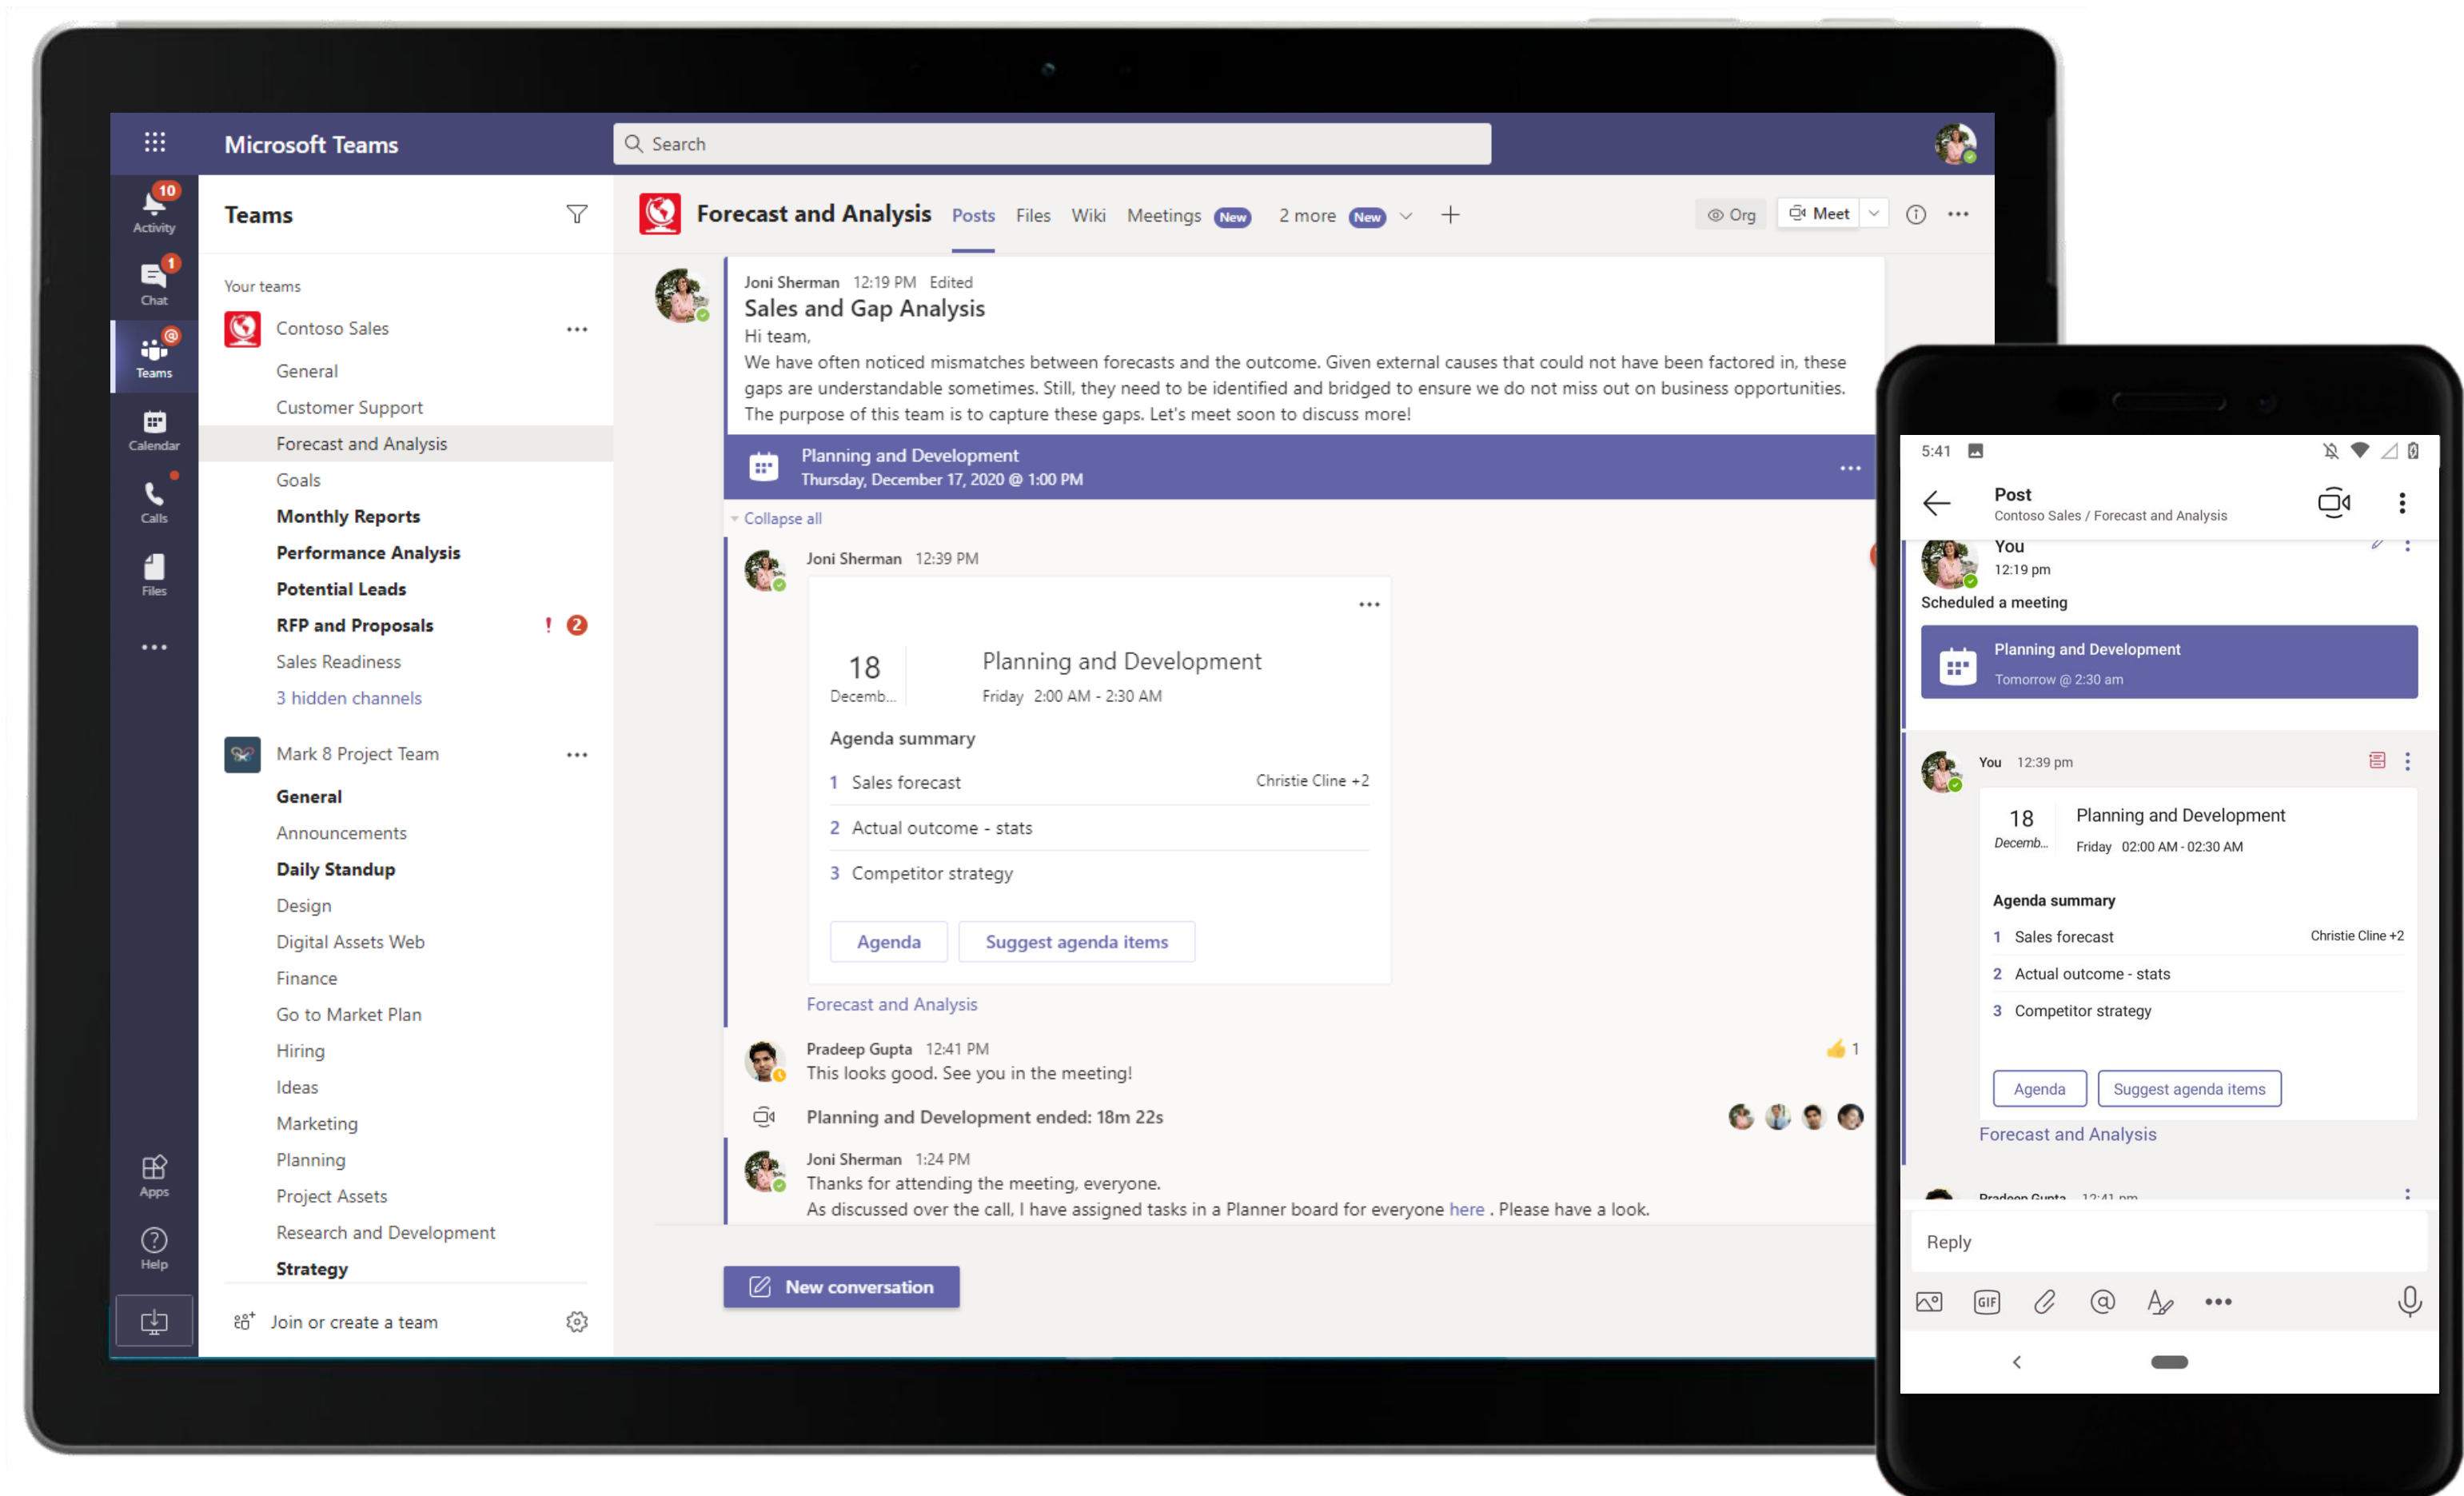 Microsoft Teams
Search
10
Activity
1
Chat
@
Teams
Calendar
Calls
Files
Apps
Help
Teams
Your teams
Contoso Sales
General
Customer Support
Forecast and Analysis
Goals
Monthly Reports
Performance Analysis
Potential Leads
RFP and Proposals ! 2
Sales Readiness
3 hidden channels
Mark 8 Project Team
General
Announcements
Daily Standup
Design
Digital Assets Web
Finance
Go to Market Plan
Hiring
Ideas
Marketing
Planning
Project Assets
Research and Development
Strategy
Join or create a team
Forecast and Analysis Posts Files Wiki Meetings New 2 more New Org Meet
Joni Sherman 12:19 PM Edited
Sales and Gap Analysis
Hi team,
We have often noticed mismatches between forecasts and the outcome. Given external causes that could not have been factored in, these
gaps are understandable sometimes. Still, they need to be identified and bridged to ensure we do not miss out on business opportunities.
The purpose of this team is to capture these gaps. Let's meet soon to discuss more!
Planning and Development
Thursday, December 17, 2020 @ 1:00 PM
Collapse all
Joni Sherman 12:39 PM
18 Planning and Development
Decemb... Friday 2:00 AM - 2:30 AM
Agenda summary
1 Sales forecast Christie Cline +2
2 Actual outcome - stats
3 Competitor strategy
Agenda Suggest agenda items
Forecast and Analysis
Pradeep Gupta 12:41 PM 1
This looks good. See you in the meeting!
Planning and Development ended: 18m 22s
Joni Sherman 1:24 PM
Thanks for attending the meeting, everyone.
As discussed over the call, I have assigned tasks in a Planner board for everyone here . Please have a look.
New conversation
5:41
Post
Contoso Sales / Forecast and Analysis
You
12:19 pm
Scheduled a meeting
Planning and Development
Tomorrow @ 2:30 am
You 12:39 pm
18 Planning and Development
Decemb... Friday 02:00 AM - 02:30 AM
Agenda summary
1 Sales forecast Christie Cline +2
2 Actual outcome - stats
3 Competitor strategy
Agenda Suggest agenda items
Forecast and Analysis
Pradeep Gupta 12:41 pm
Reply
GIF